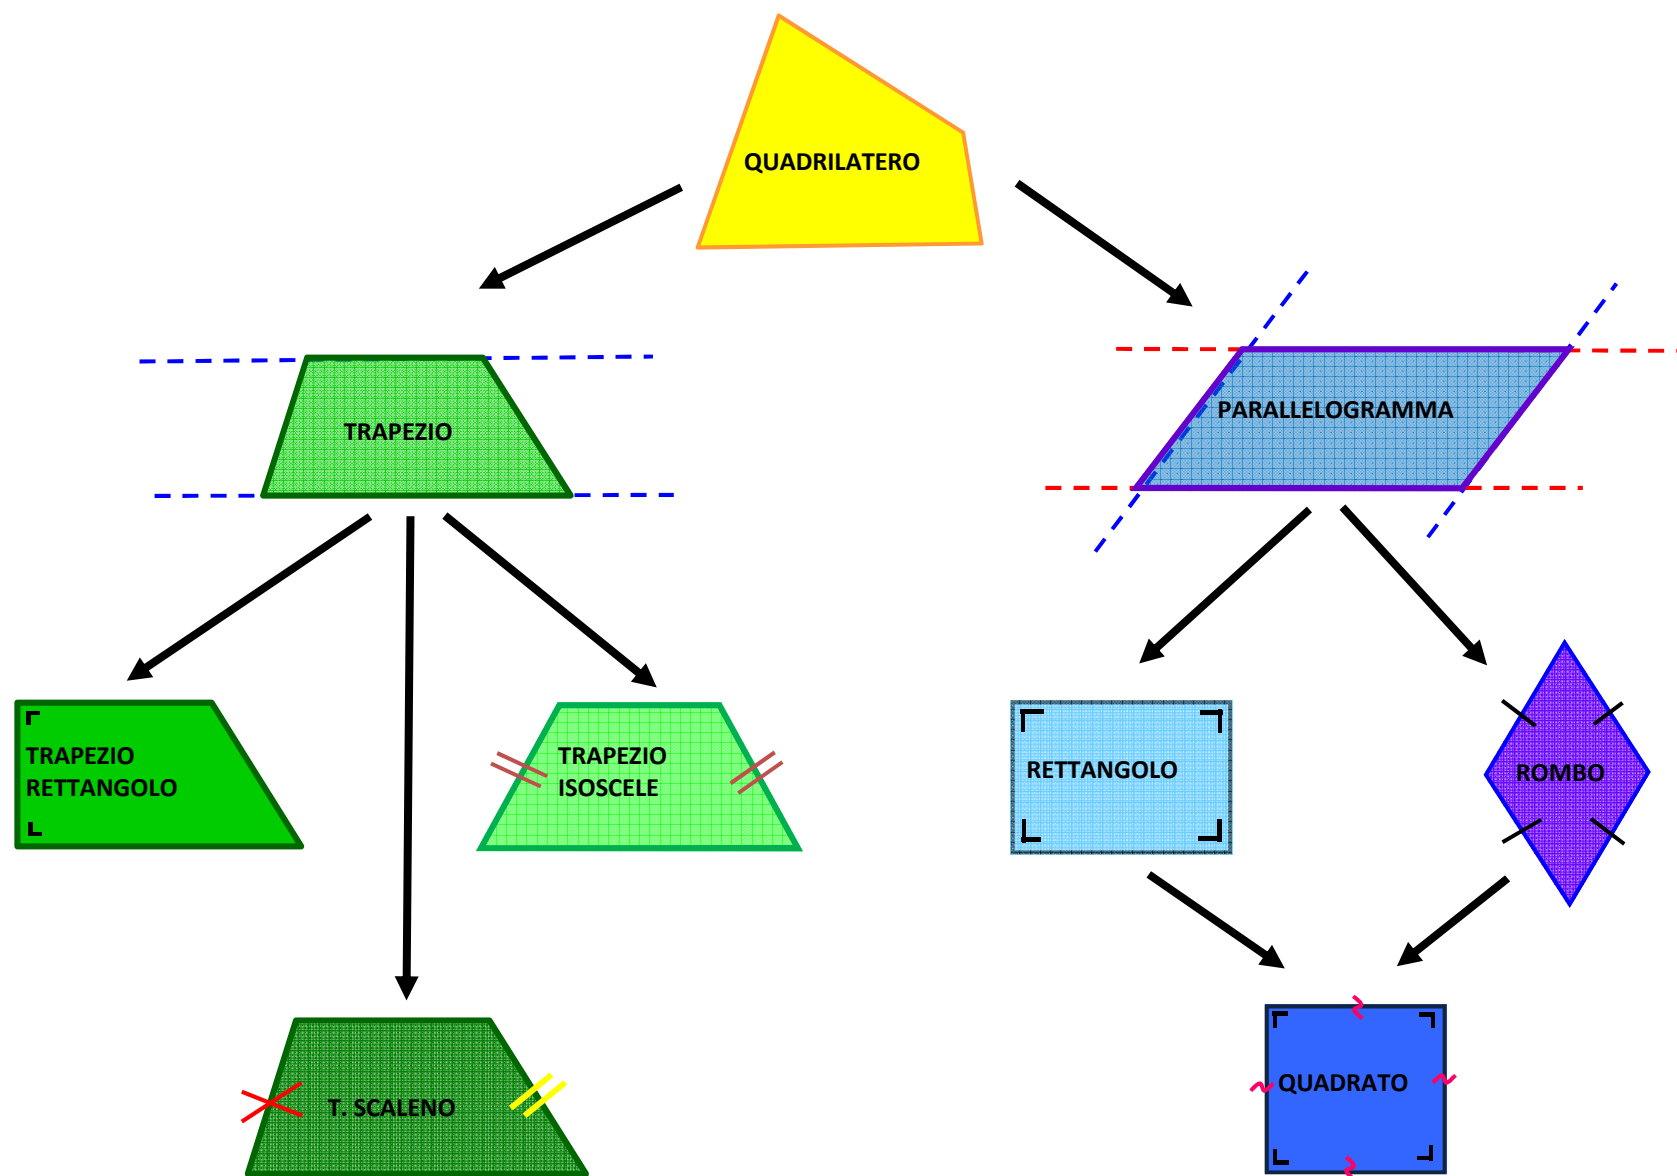 QUADRILATERO
TRAPEZIO
PARALLELOGRAMMA
TRAPEZIO
RETTANGOLO
TRAPEZIO
ISOSCELE
RETTANGOLO
ROMBO
T. SCALENO
QUADRATO